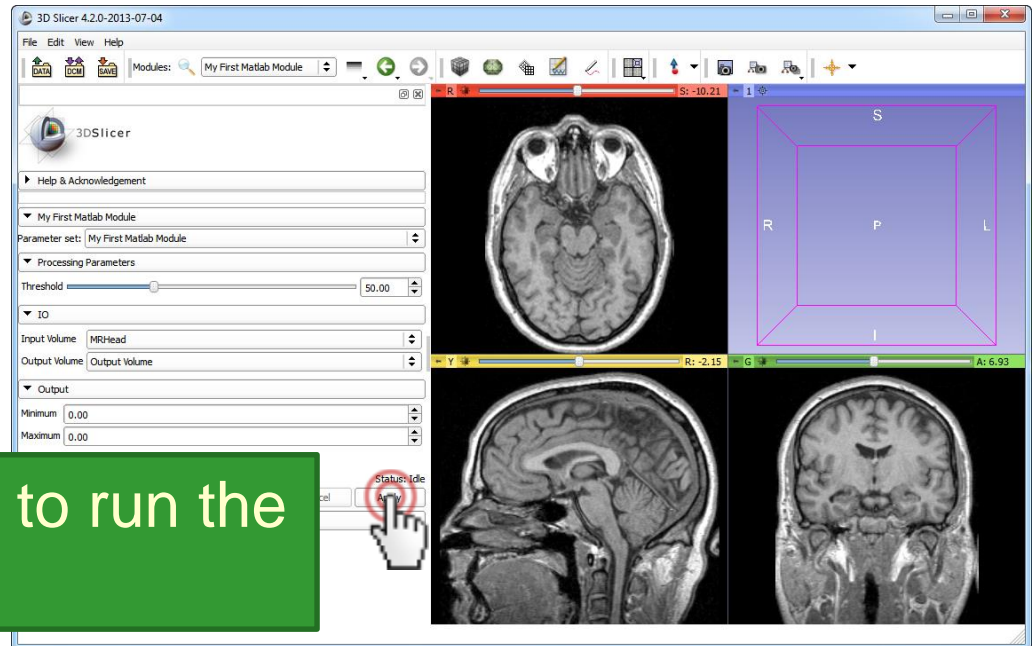 3D Slicer 4.2.0-2013-07-04
File Edit View Help
DATA DCM SAVE Modules: My First Matlab Module
R S: -10.21 1
3DSlicer
S
R P L
I
Help & Acknowledgement
My First Matlab Module
Parameter set: My First Matlab Module
Processing Parameters
Threshold 50.00
IO
Input Volume MRHead
Output Volume Output Volume
Y R: -2.15 G A: 6.93
Output
Minimum 0.00
Maximum 0.00
Status: Idle
to run the